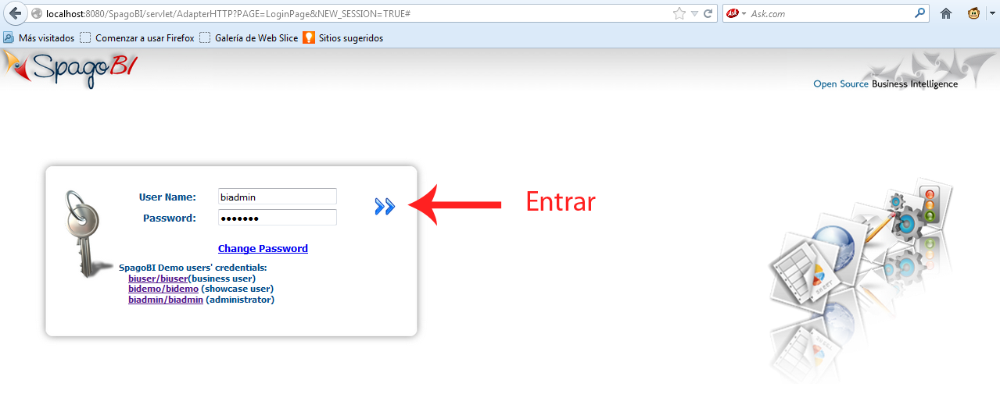 localhost:8080/SpagoBI/servlet/AdapterHTTP?PAGE=LoginPage&NEW_SESSION=TRUE#
Ask Ask.com
Más visitados Comenzar a usar Firefox Galería de Web Slice Sitios sugeridos
SpagoBI
Open Source Business Intelligence
User Name: biadmin
Entrar
Password: •••••••
Change Password
SpagoBI Demo users' credentials:
biuser/biuser(business user)
bidemo/bidemo (showcase user)
biadmin/biadmin (administrator)